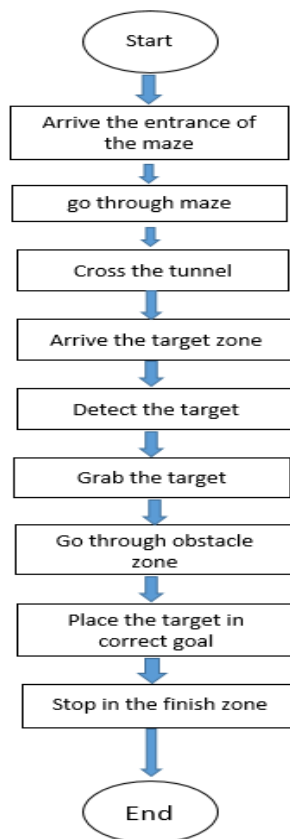 Start
Arrive the entrance of
the maze
go through maze
Cross the tunnel
Arrive the target zone
Detect the target
Grab the target
Go through obstacle
zone
Place the target in
correct goal
Stop in the finish zone
End